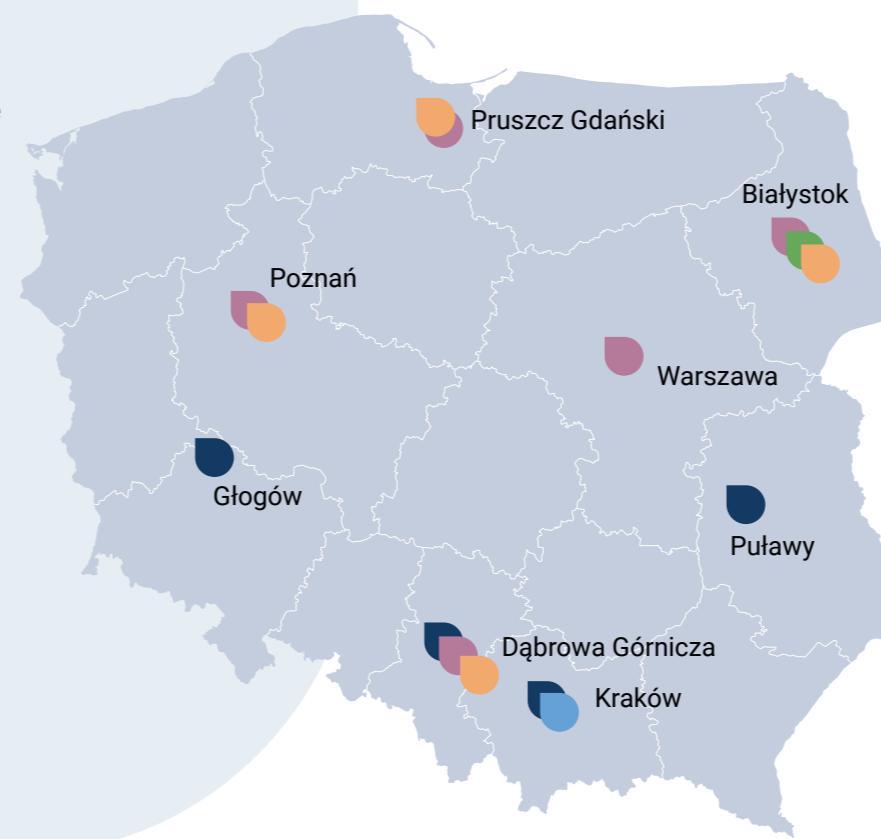 Pruszcz Gdański
Białystok
Poznań
Warszawa
Głogów
Puławy
Dąbrowa Górnicza
Kraków